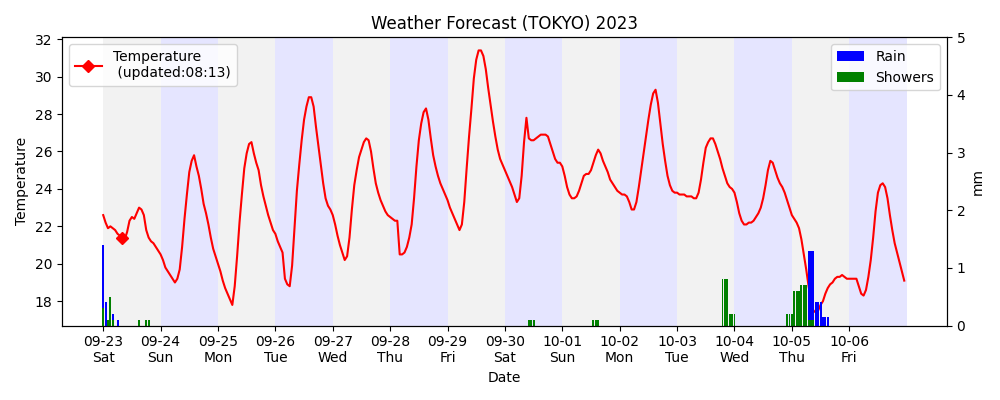 Weather Forecast (TOKYO) 2023
Temperature
(updated:08:13)
Rain
Showers
Temperature
32
30
28
26
24
22
20
18
5
4
3
2
1
0
mm
09-23 09-24 09-25 09-26 09-27 09-28 09-29 09-30 10-01 10-02 10-03 10-04 10-05 10-06
Sat Sun Mon Tue Wed Thu Fri Sat Sun Mon Tue Wed Thu Fri
Date